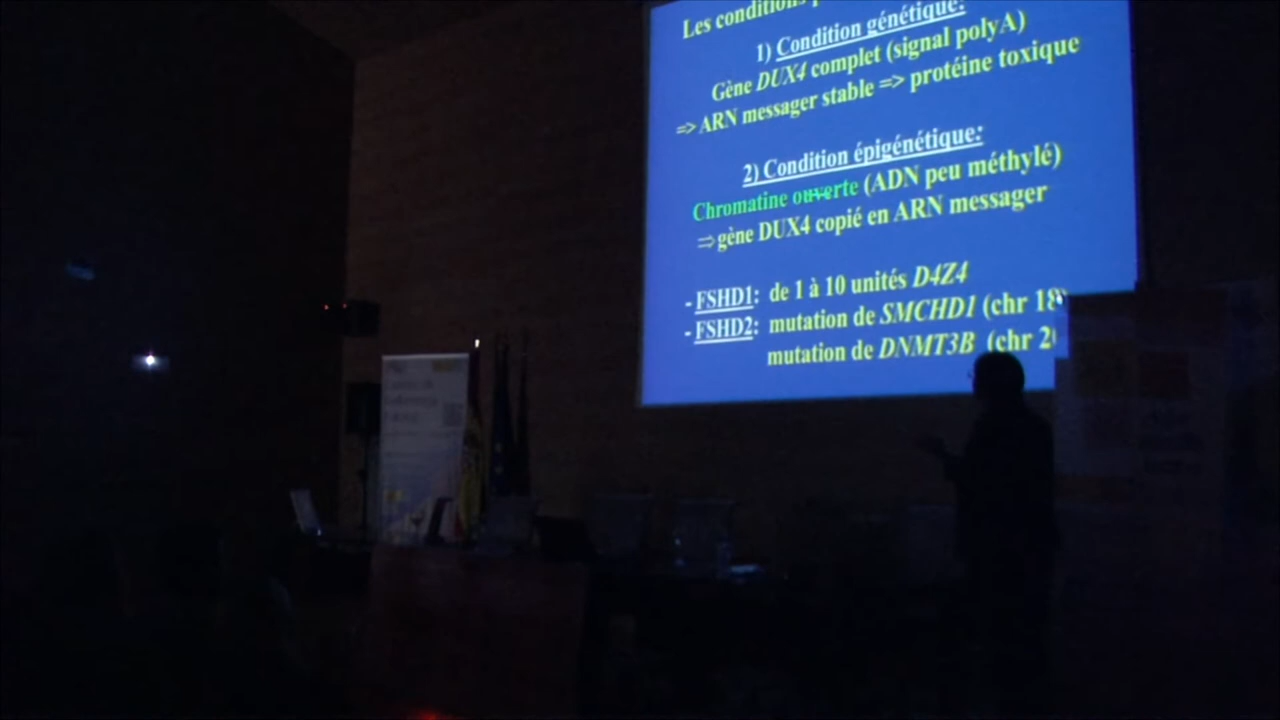 Les conditions
1) Condition génétique:
Gène DUX4 complet (signal polyA)
=> ARN messager stable => protéine toxique
2) Condition épigénétique:
Chromatine ouverte (ADN peu méthylé)
⇒gène DUX4 copié en ARN messager
- FSHD1: de 1 à 10 unités D4Z4
- FSHD2: mutation de SMCHD1 (chr 18)
mutation de DNMT3B (chr 2